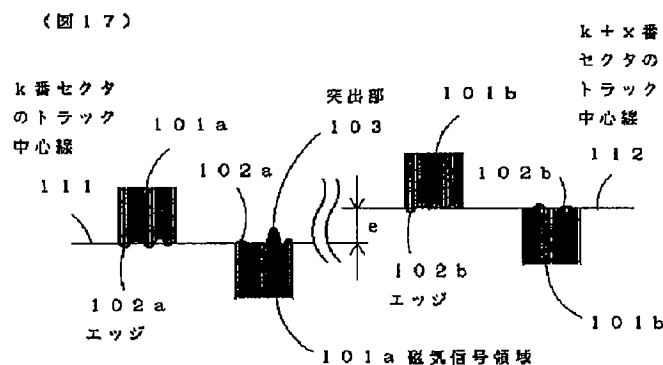 (図17)
k番セクタ
のトラック
中心線
111
101a
102a
突出部
103
101b
k+x番
セクタの
トラック
中心線
112
102b
e
102a
エッジ
102b
エッジ
101b
101a 磁気信号領域